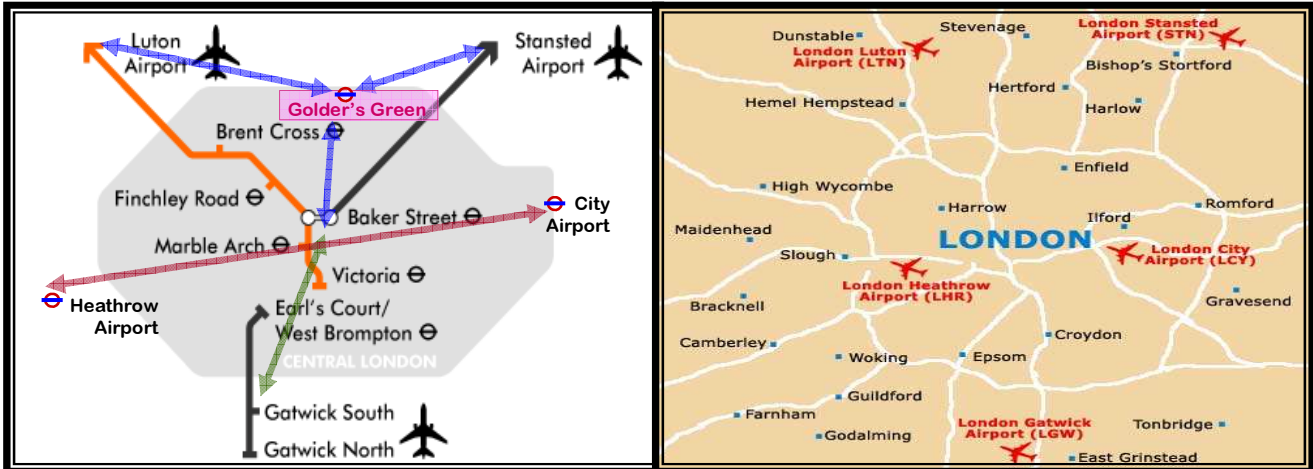 Luton
Airport
Stansted
Airport
Golder's Green
Brent Cross
Finchley Road
Baker Street
City
Airport
Marble Arch
Victoria
Heathrow
Airport
Earl's Court/
West Brompton
CENTRAL LONDON
Gatwick South
Gatwick North
Stevenage
London Stansted
Airport (STN)
Dunstable
London Luton
Airport (LTN)
Bishop's Stortford
Hertford
Hemel Hempstead
Harlow
Enfield
High Wycombe
Harrow
Ilford
Romford
Maidenhead
LONDON
Slough
London City
Airport (LCY)
London Heathrow
Airport (LHR)
Bracknell
Gravesend
Camberley
Croydon
Woking
Epsom
Guildford
Farnham
Godalming
London Gatwick
Airport (LGW)
Tonbridge
East Grinstead